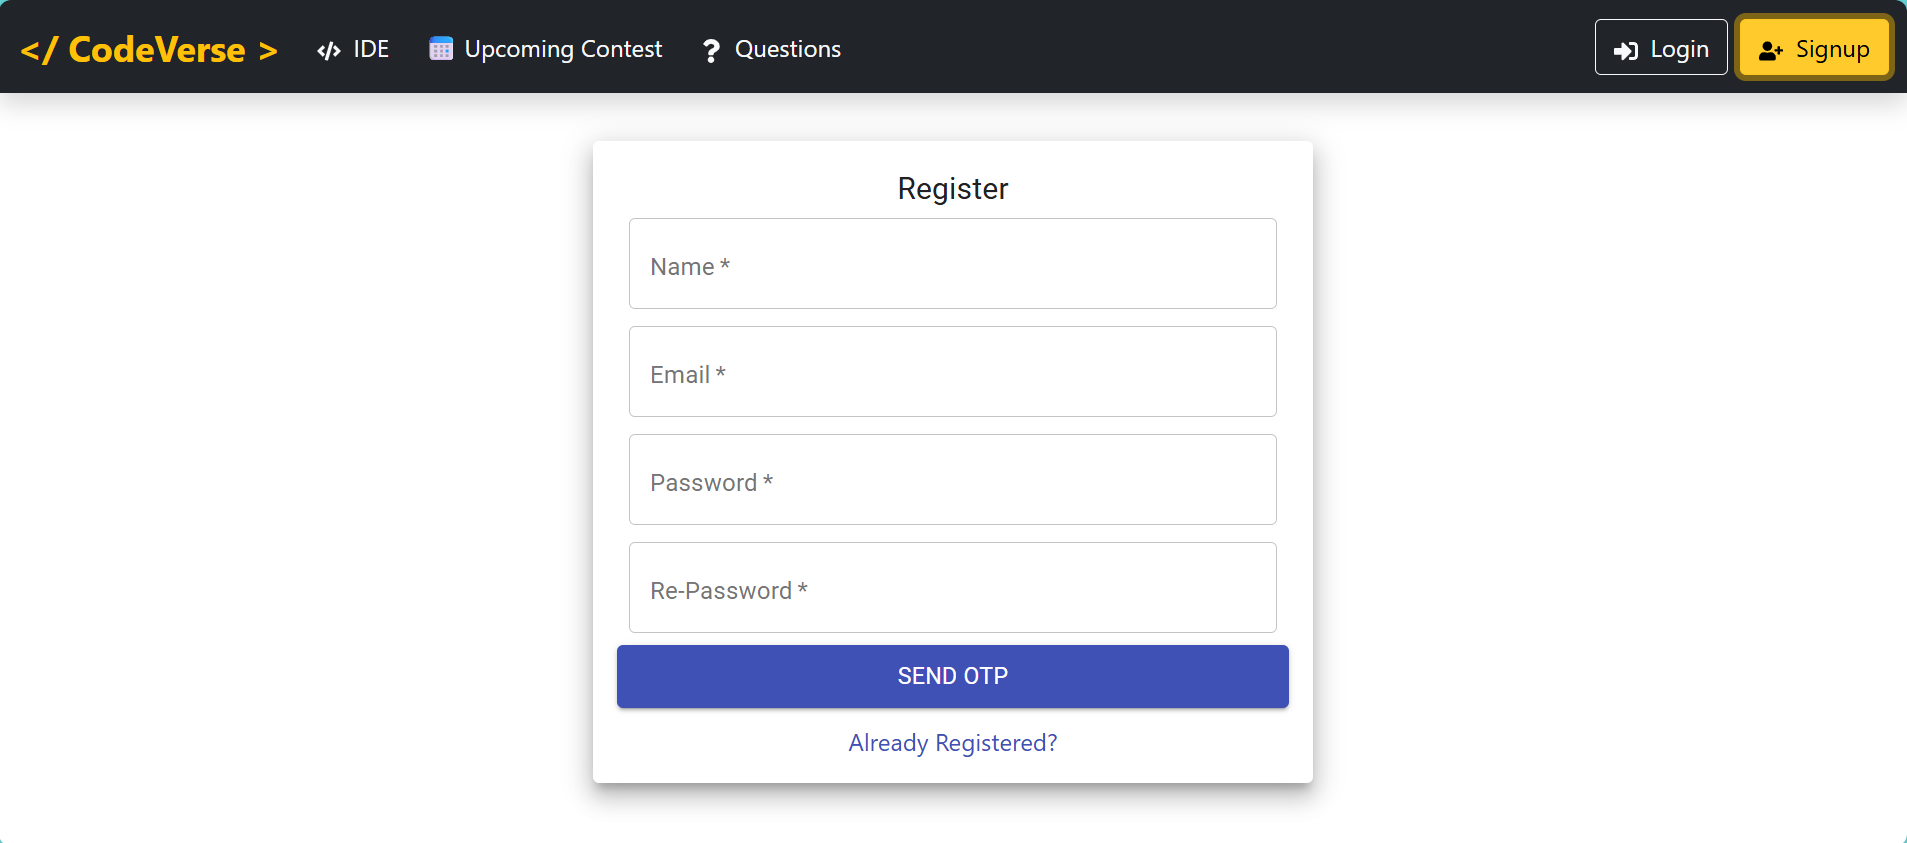 </ CodeVerse > IDE Upcoming Contest ? Questions Login Signup
Register
Name *
Email *
Password *
Re-Password *
SEND OTP
Already Registered?